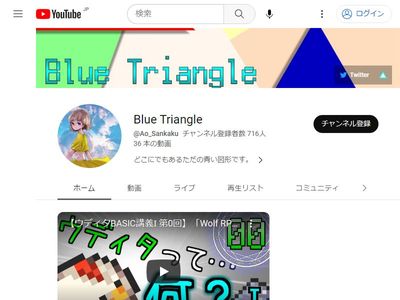 YouTube JP
検索
ログイン
Blue Triangle
Twitter
Blue Triangle
@Ao_Sankaku チャンネル登録者数 716人
36 本の動画
どこにでもあるただの青い図形です。
チャンネル登録
ホーム 動画 ライブ 再生リスト コミュニティ
【ウディタBASIC講義Ⅰ 第0回】「Wolf RP...
ウディタって… 00
何?